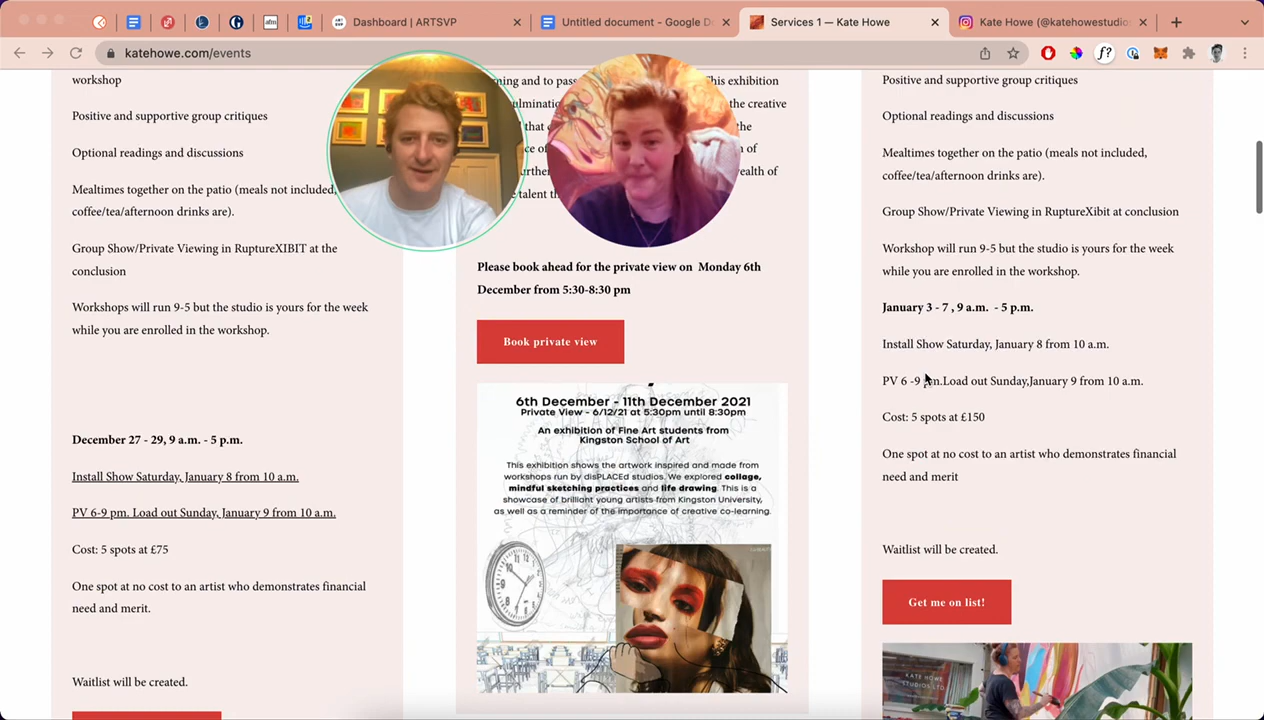 Dashboard | ARTSVP
Untitled document - Google D
Services 1 — Kate Howe
Kate Howe (@katehowestudios
katehowe.com/events
workshop
Positive and supportive group critiques
Optional readings and discussions
Mealtimes together on the patio (meals not included,
coffee/tea/afternoon drinks are).
Group Show/Private Viewing in RuptureXIBIT at the
conclusion
Workshops will run 9-5 but the studio is yours for the week
while you are enrolled in the workshop.
December 27 - 29, 9 a.m. - 5 p.m.
Install Show Saturday, January 8 from 10 a.m.
PV 6-9 pm. Load out Sunday, January 9 from 10 a.m.
Cost: 5 spots at £75
One spot at no cost to an artist who demonstrates financial
need and merit.
Waitlist will be created.
and to pas
This exhibition
the creative
that
the
of
ealth of
talent
Please book ahead for the private view on Monday 6th
December from 5:30-8:30 pm
Book private view
6th December - 11th December 2021
Private View - 6/12/21 at 5:30pm until 8:30pm
An exhibition of Fine Art students from
Kingston School of Art
This exhibition shows the artwork inspired and made from
workshops run by disPLACEd studios. We explored collage,
mindful sketching practices and life drawing. This is a
showcase of brilliant young artists from Kingston University,
as well as a reminder of the importance of creative co-learning.
Positive and supportive group critiques
Optional readings and discussions
Mealtimes together on the patio (meals not included,
coffee/tea/afternoon drinks are).
Group Show/Private Viewing in RuptureXibit at conclusion
Workshop will run 9-5 but the studio is yours for the week
while you are enrolled in the workshop.
January 3 - 7 , 9 a.m. - 5 p.m.
Install Show Saturday, January 8 from 10 a.m.
PV 6 -9 pm.Load out Sunday,January 9 from 10 a.m.
Cost: 5 spots at £150
One spot at no cost to an artist who demonstrates financial
need and merit
Waitlist will be created.
Get me on list!
KATE HOWE
STUDIOS LTD